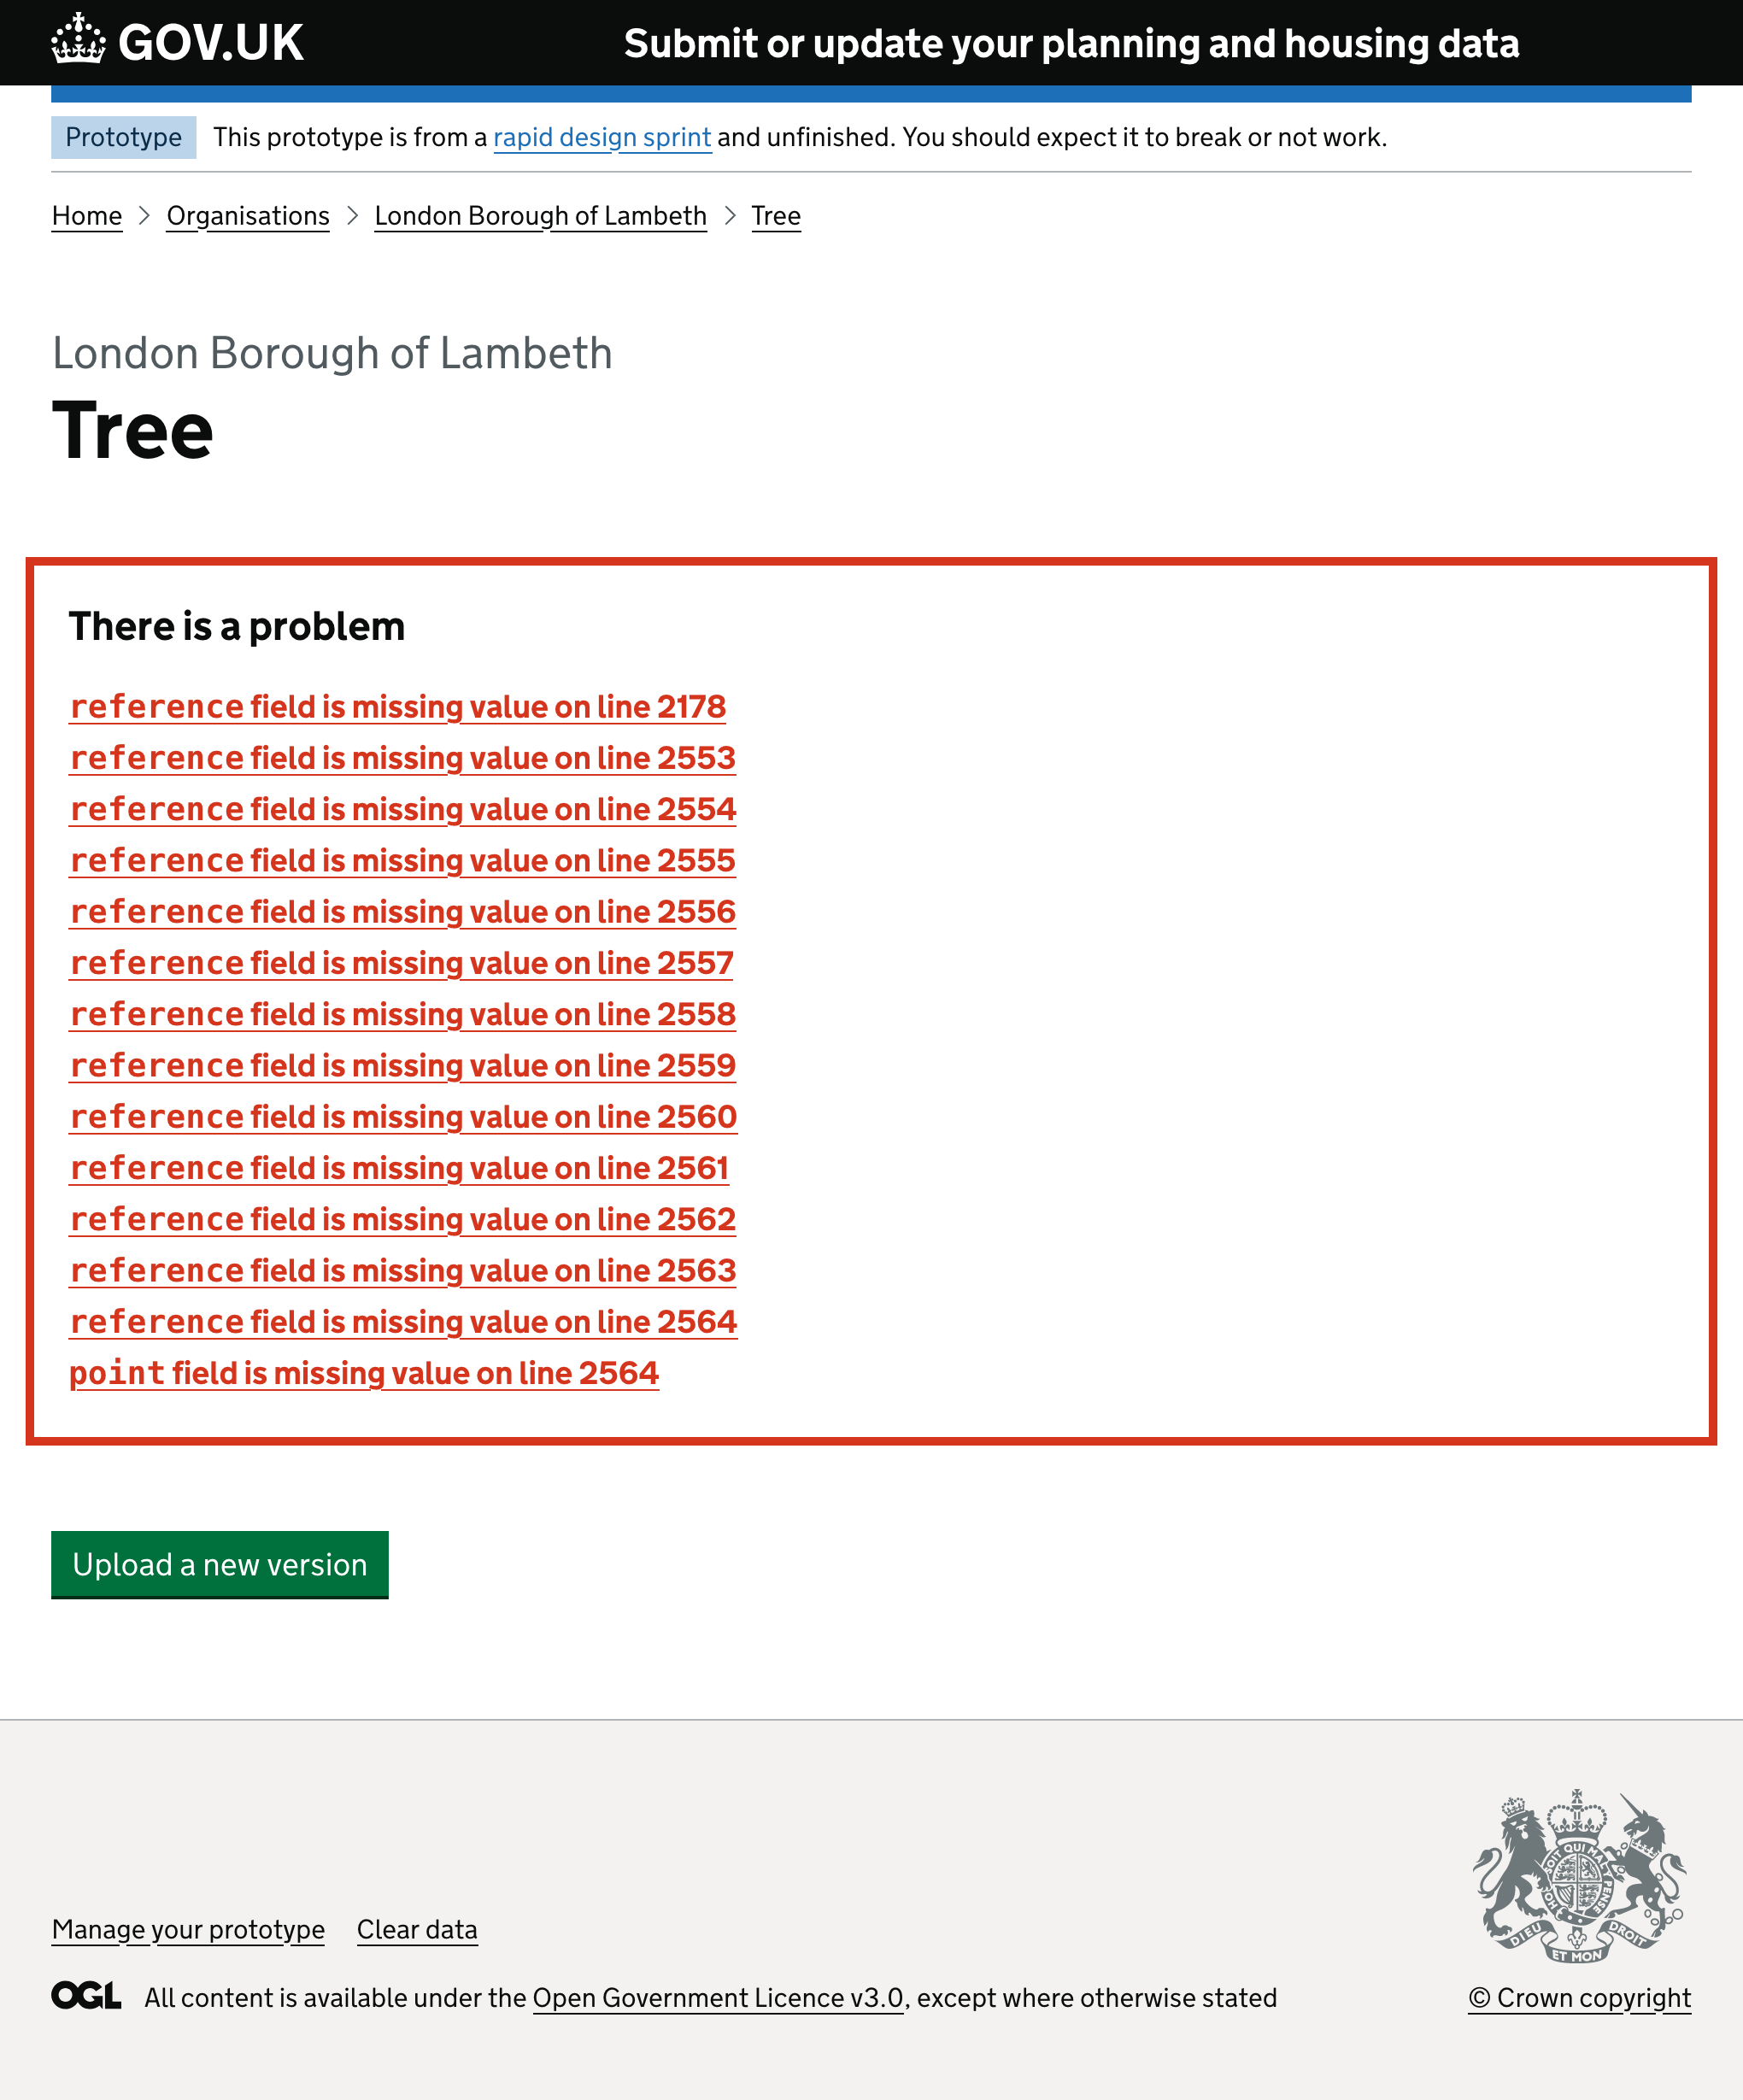 GOV.UK
Submit or update your planning and housing data
Prototype This prototype is from a rapid design sprint and unfinished. You should expect it to break or not work.
Home > Organisations > London Borough of Lambeth > Tree
London Borough of Lambeth
Tree
There is a problem
reference field is missing value on line 2178
reference field is missing value on line 2553
reference field is missing value on line 2554
reference field is missing value on line 2555
reference field is missing value on line 2556
reference field is missing value on line 2557
reference field is missing value on line 2558
reference field is missing value on line 2559
reference field is missing value on line 2560
reference field is missing value on line 2561
reference field is missing value on line 2562
reference field is missing value on line 2563
reference field is missing value on line 2564
point field is missing value on line 2564
Upload a new version
DIEU ET MON DROIT
Manage your prototype Clear data
OGL All content is available under the Open Government Licence v3.0, except where otherwise stated
© Crown copyright